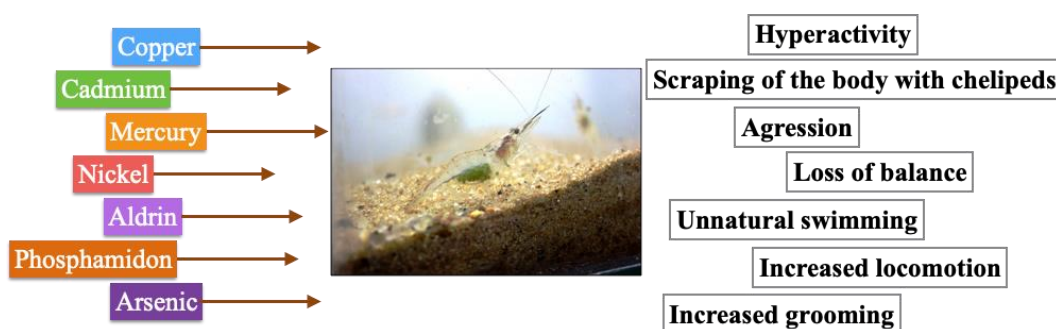 Copper
Cadmium
Mercury
Nickel
Aldrin
Phosphamidon
Arsenic
Hyperactivity
Scraping of the body with chelipeds
Agression
Loss of balance
Unnatural swimming
Increased locomotion
Increased grooming